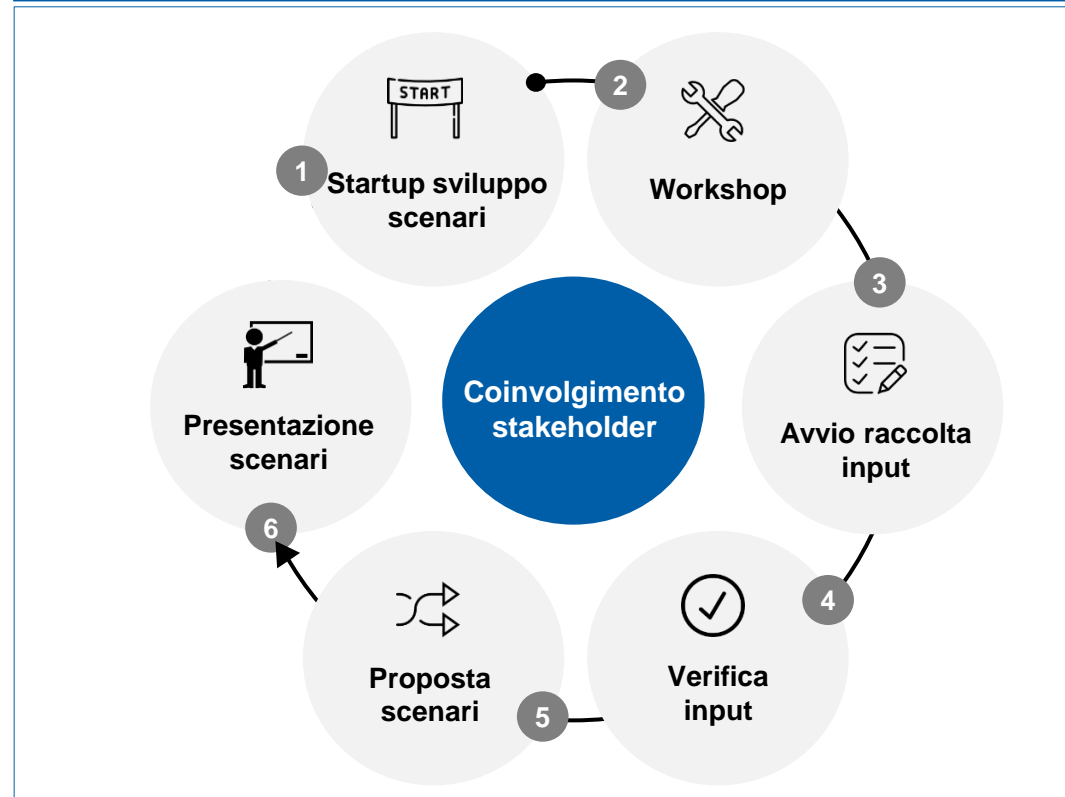 START
1
Startup sviluppo
scenari
2
Workshop
3
Avvio raccolta
input
4
Verifica
input
5
Proposta
scenari
6
Presentazione
scenari
Coinvolgimento
stakeholder